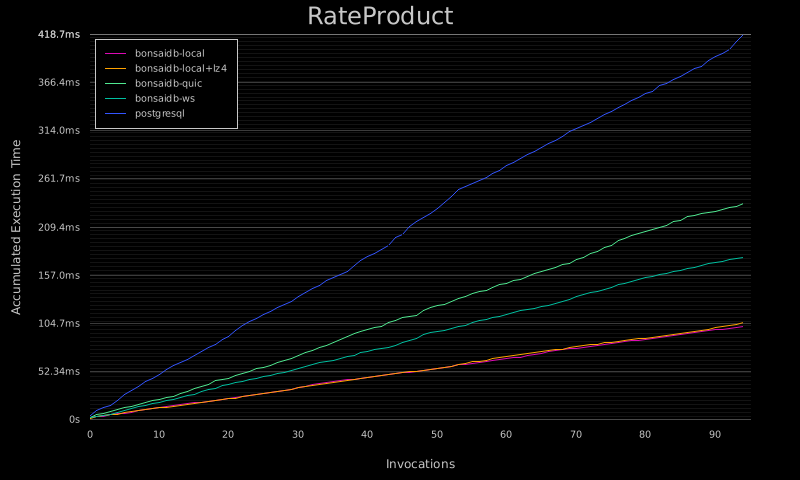 RateProduct
418.7ms
366.4ms
314.0ms
261.7ms
209.4ms
157.0ms
104.7ms
52.34ms
0s
bonsaidb-local
bonsaidb-local+lz4
bonsaidb-quic
bonsaidb-ws
postgresql
Accumulated Execution Time
0 10 20 30 40 50 60 70 80 90
Invocations